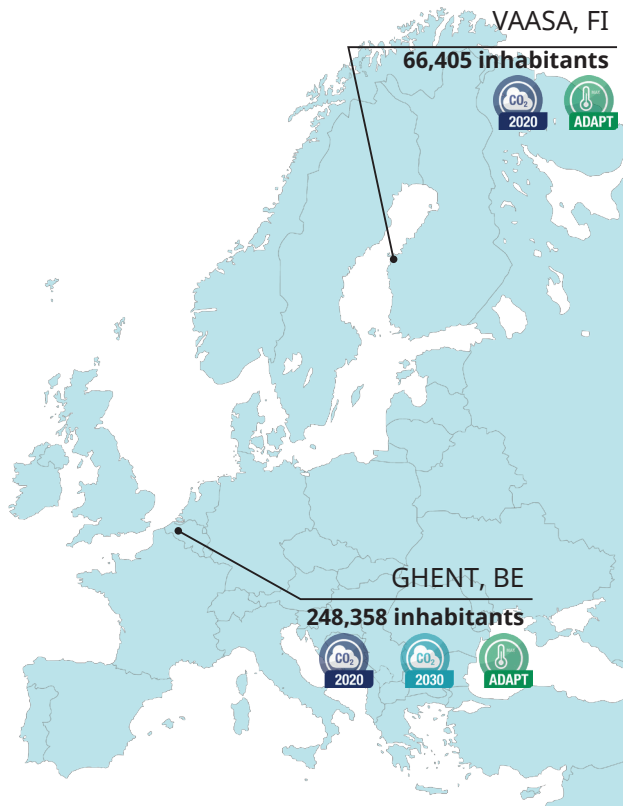 VAASA, FI
66,405 inhabitants
CO₂ 2020
ADAPT
GHENT, BE
248,358 inhabitants
CO₂ 2020
CO₂ 2030
ADAPT